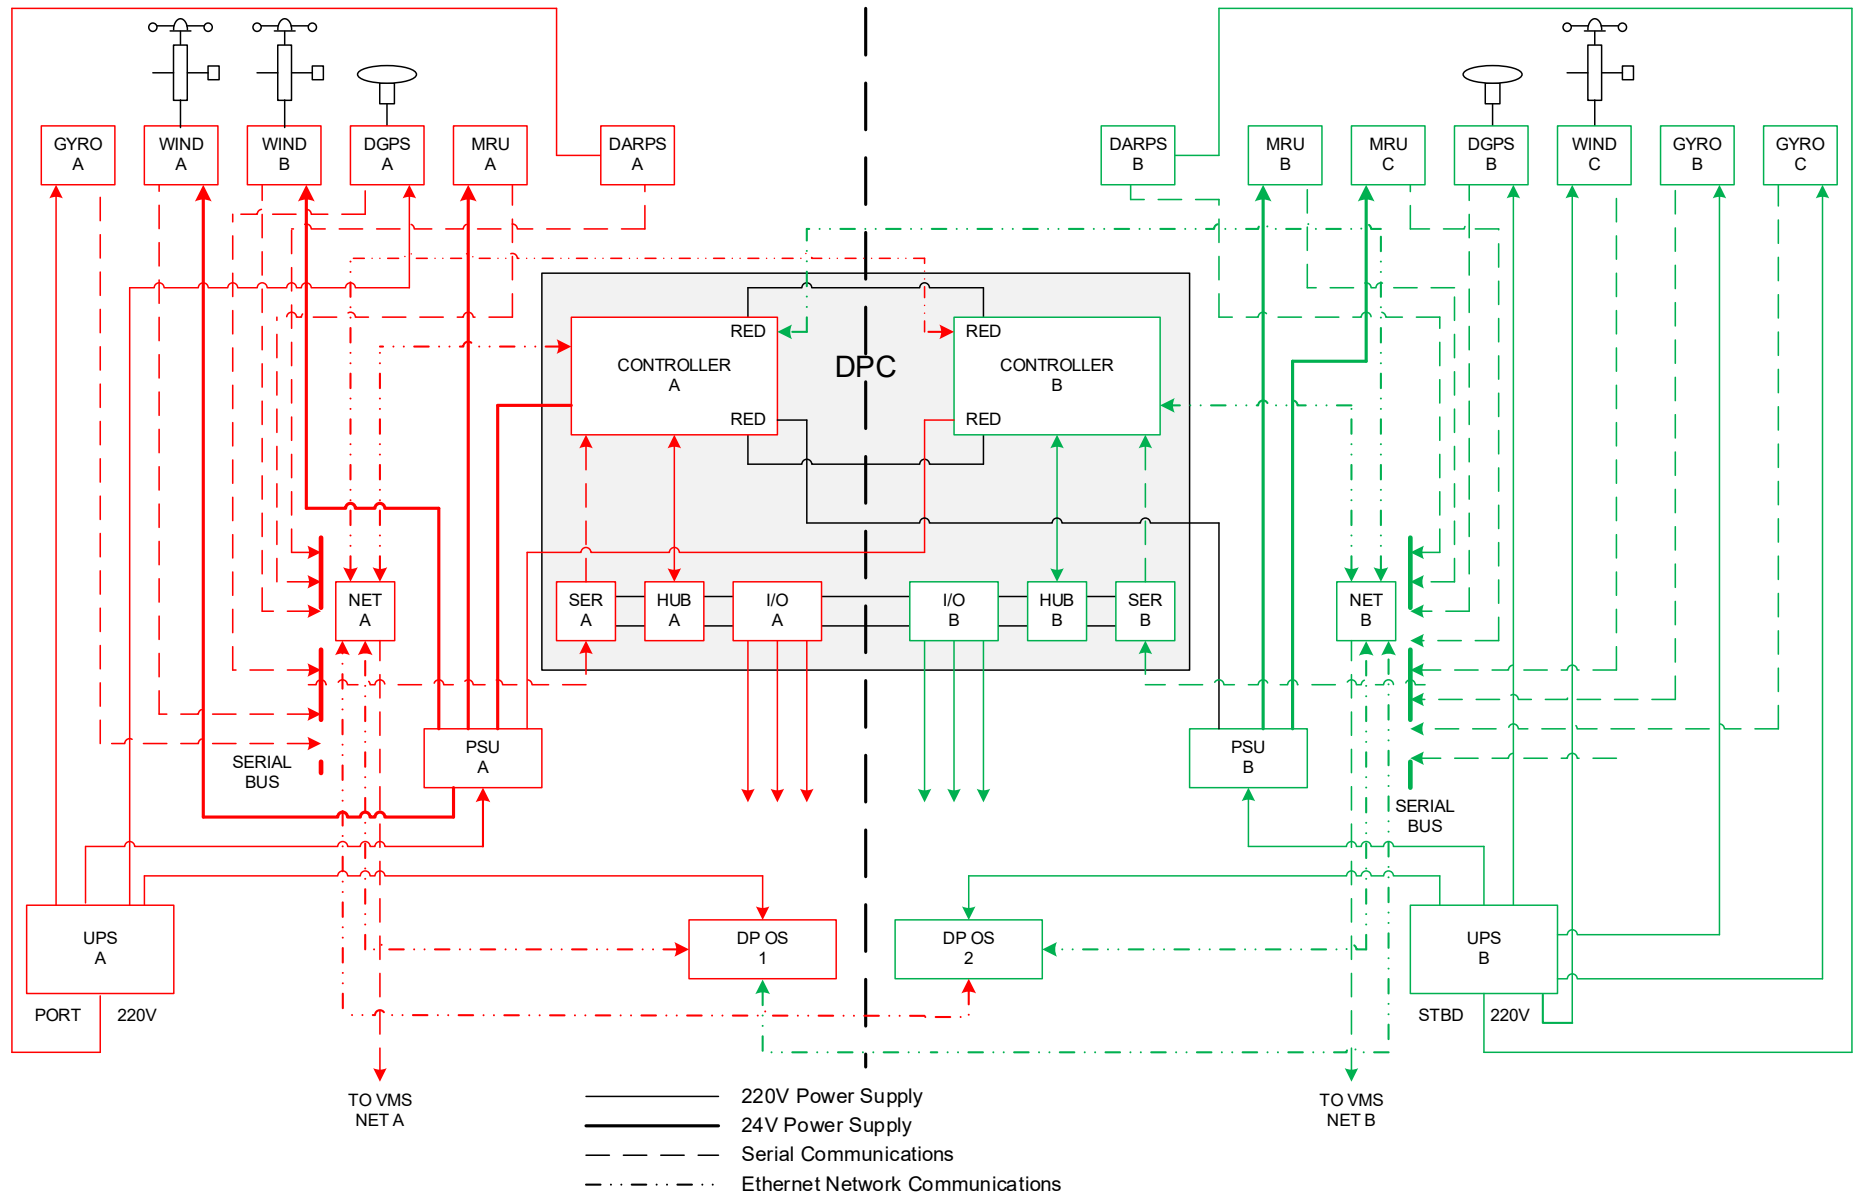 GYRO
A
WIND
A
WIND
B
DGPS
A
MRU
A
DARPS
A
DARPS
B
MRU
B
MRU
C
DGPS
B
WIND
C
GYRO
B
GYRO
C
RED
RED
CONTROLLER
A
DPC
CONTROLLER
B
RED
RED
NET
A
SER
A
HUB
A
I/O
A
I/O
B
HUB
B
SER
B
NET
B
SERIAL
BUS
PSU
A
PSU
B
SERIAL
BUS
UPS
A
DP OS
1
DP OS
2
UPS
B
PORT 220V
STBD 220V
TO VMS
NET A
TO VMS
NET B
220V Power Supply
24V Power Supply
Serial Communications
Ethernet Network Communications